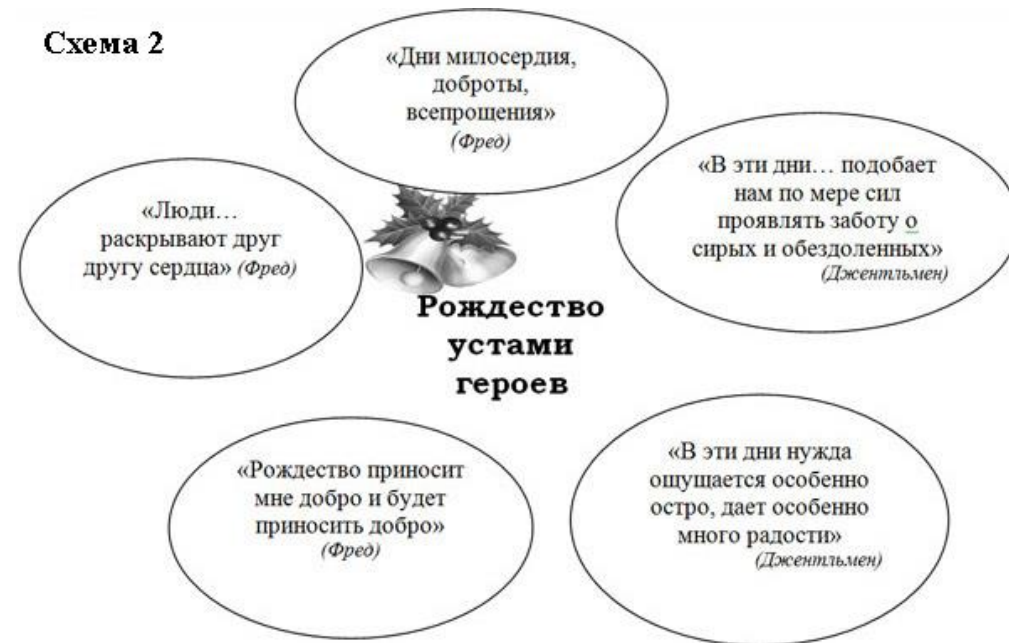 Схема 2
«Дни милосердия,
доброты,
всепрощения»
(Фред)
«Люди…
раскрывают друг
другу сердца» (Фред)
«В эти дни… подобает
нам по мере сил
проявлять заботу о
сирых и обездоленных»
(Джентльмен)
Рождество
устами
героев
«Рождество приносит
мне добро и будет
приносить добро»
(Фред)
«В эти дни нужда
ощущается особенно
остро, дает особенно
много радости»
(Джентльмен)